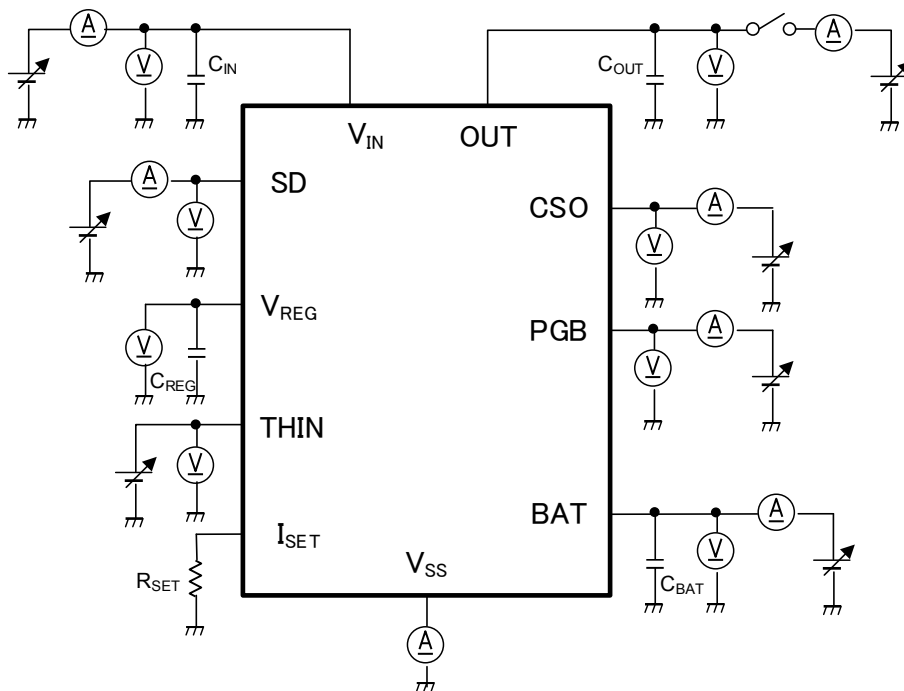 A
V
C_IN
C_OUT
V
A
V_IN
OUT
A
SD
V
CSO
A
V
V_REG
V
C_REG
PGB
A
V
THIN
V
BAT
A
I_SET
V
R_SET
V_SS
C_BAT
A